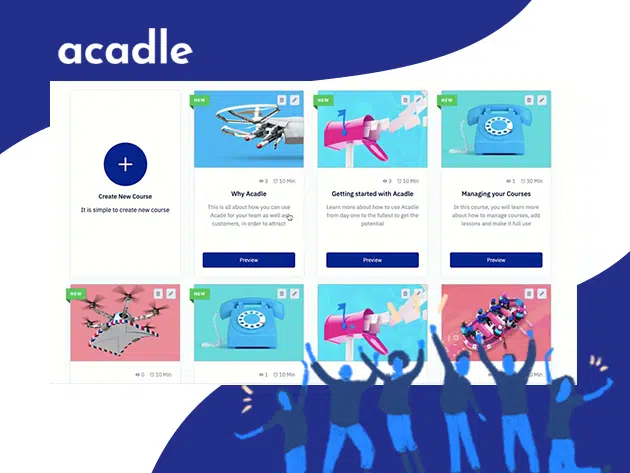 acadle
NEW
NEW
NEW
3 10 Min
3 30 Min
1 30 Min
Create New Course
It is simple to create new course
Why Acadle
This is all about how you can use
Acade for your team as well as
customers, in order to attract
Preview
Getting started with Acadle
Learn more about how to use Acadle
from day one to the fullest to get the
potential
Preview
Managing your Courses
In this course, you will learn more
about how to manage courses, add
lessons and make it full use
Preview
NEW
NEW
0 10 Min
1 10 Min